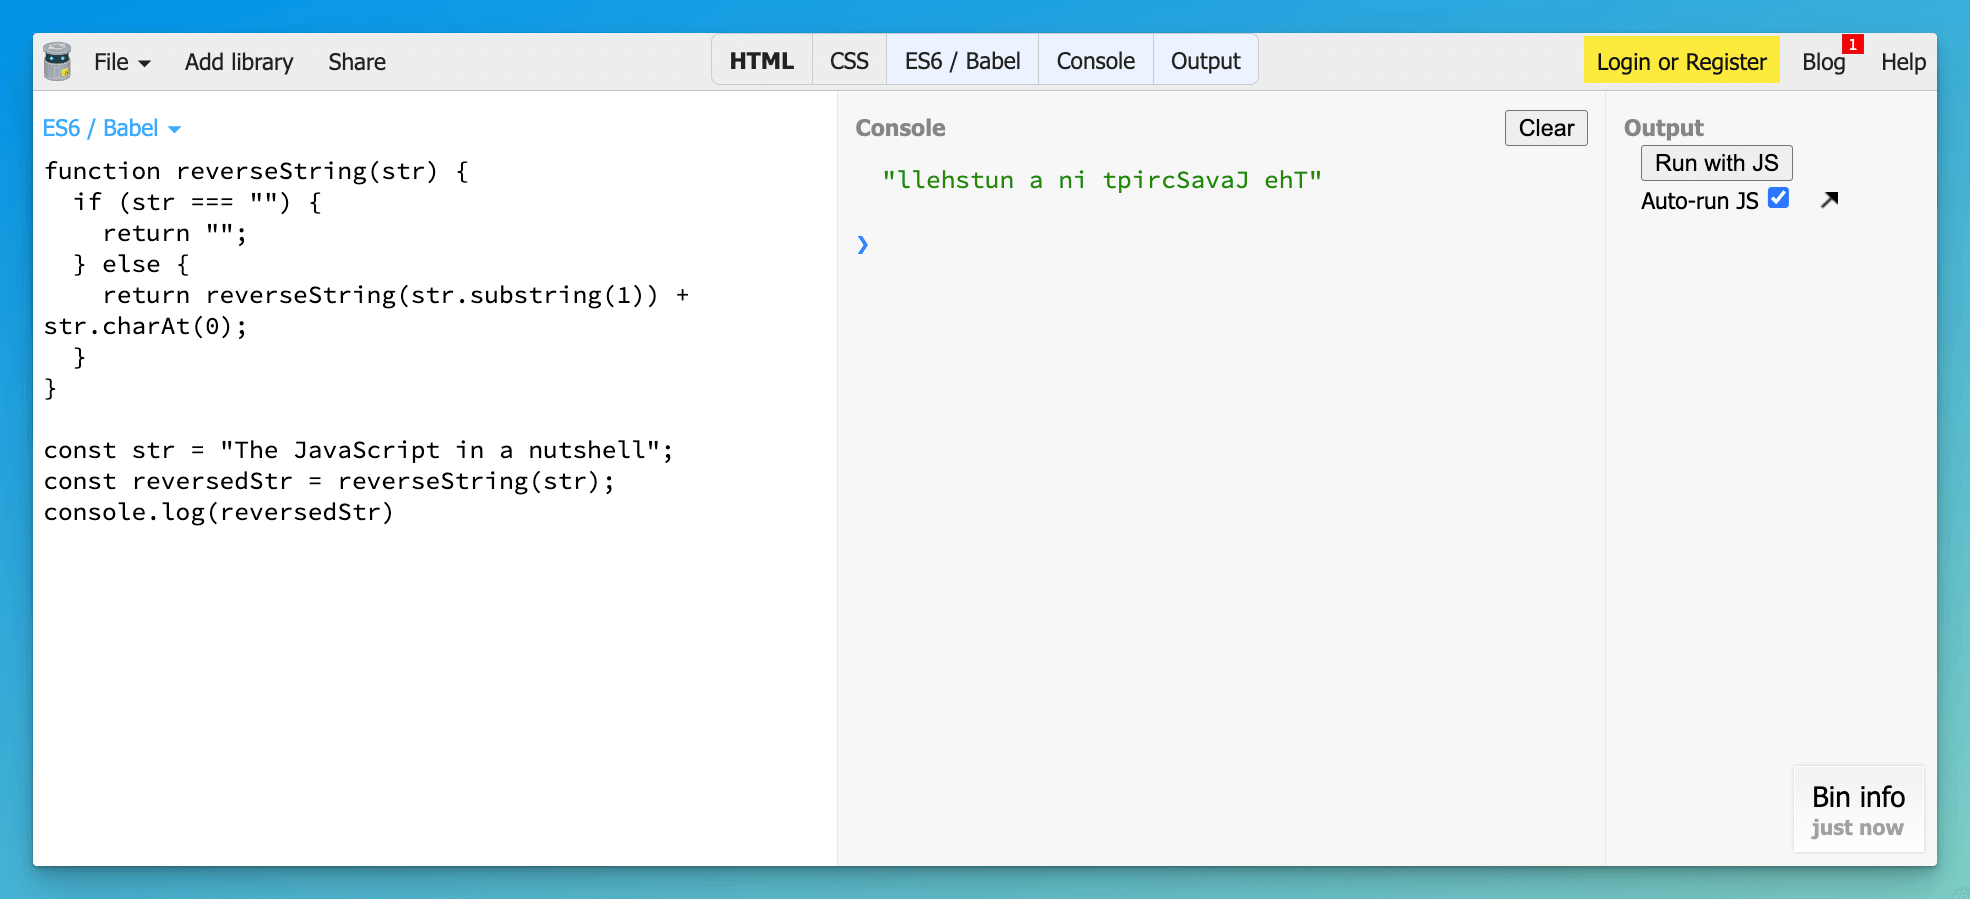 File Add library Share HTML CSS ES6 / Babel Console Output Login or Register Blog 1 Help
ES6 / Babel
function reverseString(str) {
  if (str === "") {
    return "";
  } else {
    return reverseString(str.substring(1)) +
str.charAt(0);
  }
}
const str = "The JavaScript in a nutshell";
const reversedStr = reverseString(str);
console.log(reversedStr)
Console Clear
"llehstun a ni tpircSavaJ ehT"
❯
Output
Run with JS
Auto-run JS
Bin info
just now